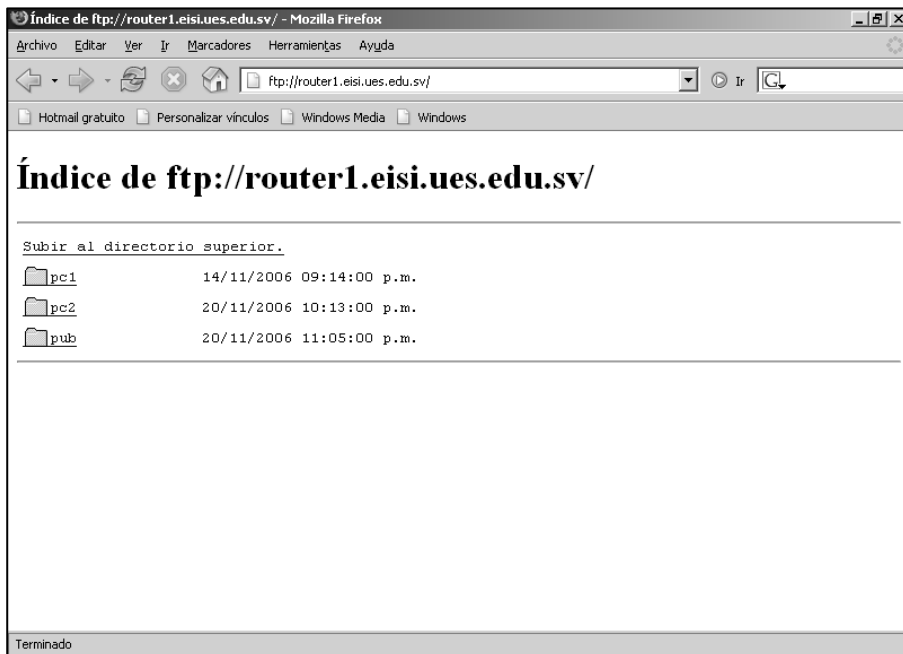 Índice de ftp://router1.eisi.ues.edu.sv/ - Mozilla Firefox
Archivo Editar Ver Ir Marcadores Herramientas Ayuda
ftp://router1.eisi.ues.edu.sv/ Ir G
Hotmail gratuito Personalizar vínculos Windows Media Windows
Índice de ftp://router1.eisi.ues.edu.sv/
Subir al directorio superior.
pc1 14/11/2006 09:14:00 p.m.
pc2 20/11/2006 10:13:00 p.m.
pub 20/11/2006 11:05:00 p.m.
Terminado